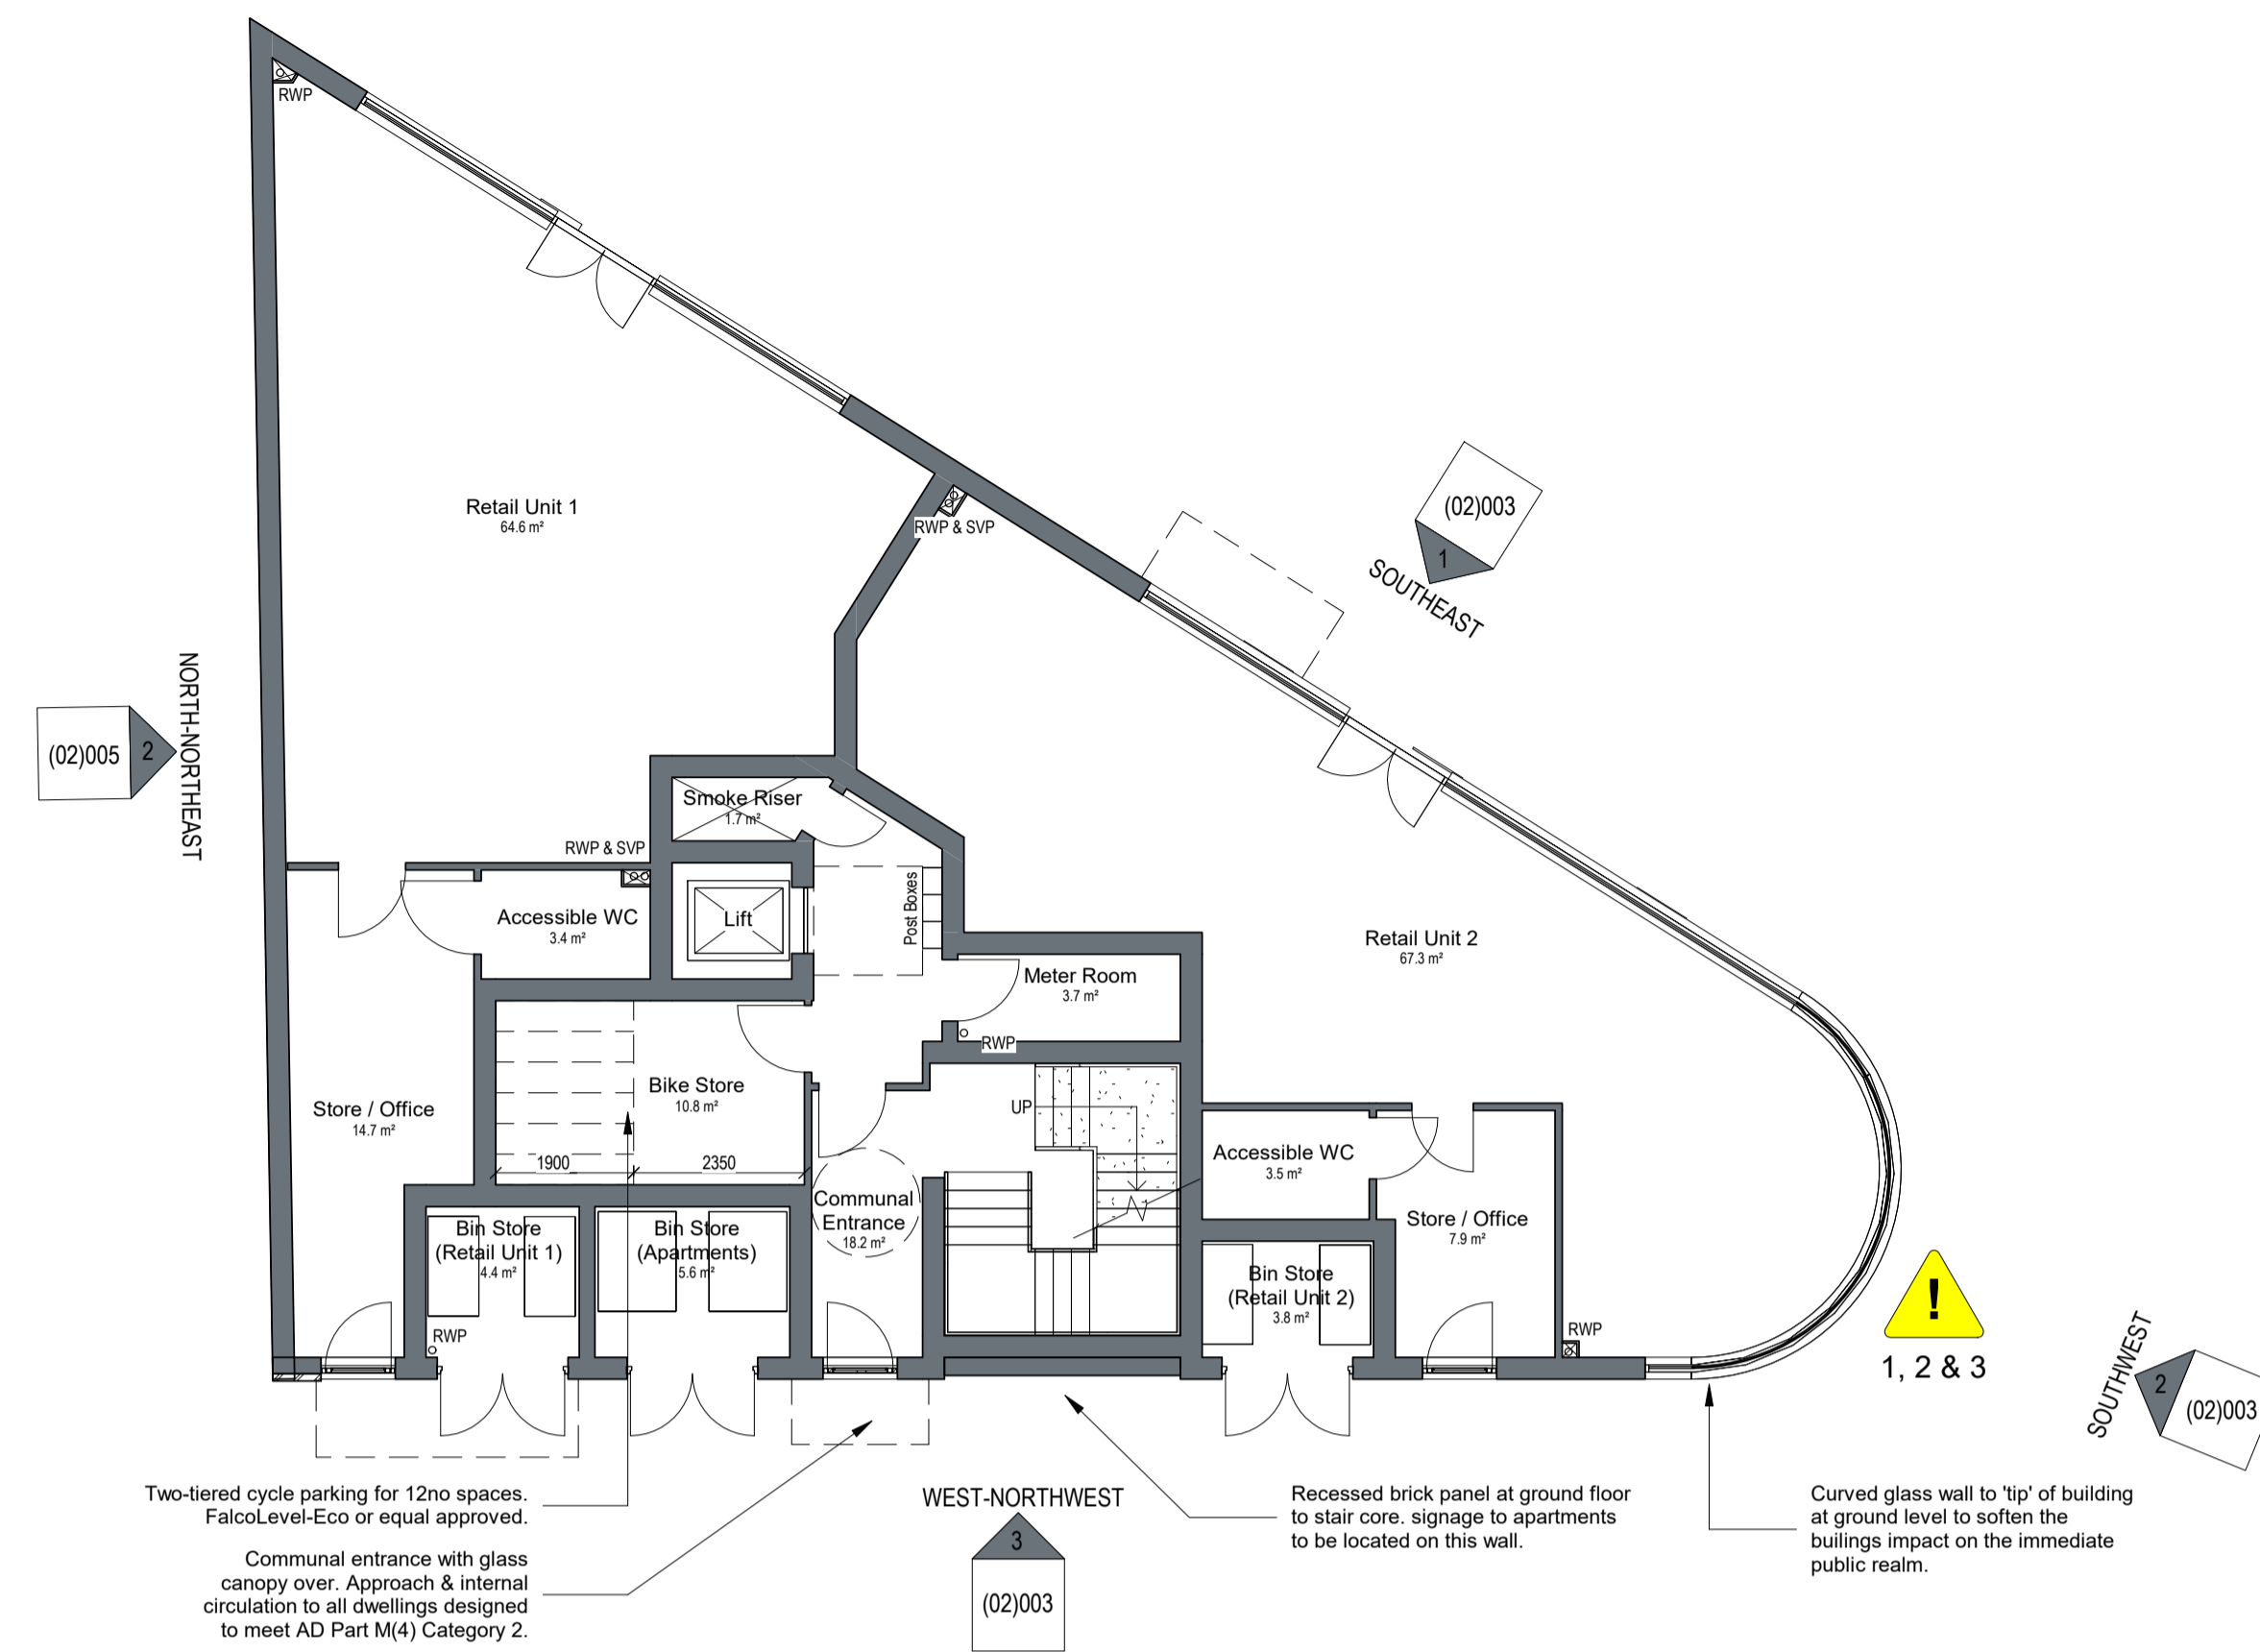 RWP
Retail Unit 1
64.6 m²
RWP & SVP
(02)003
1
SOUTHEAST
NORTH-NORTHEAST
(02)005
2
Smoke Riser
1.7 m²
RWP & SVP
Lift
Post Boxes
Accessible WC
3.4 m²
Retail Unit 2
67.3 m²
Meter Room
3.7 m²
RWP
Bike Store
10.8 m²
UP
Store / Office
14.7 m²
1900
2350
Accessible WC
3.5 m²
Communal
Entrance
18.2 m²
Store / Office
7.9 m²
Bin Store
(Retail Unit 1)
4.4 m²
Bin Store
(Apartments)
5.6 m²
Bin Store
(Retail Unit 2)
3.8 m²
RWP
RWP
!
1, 2 & 3
SOUTHWEST
2
(02)003
Two-tiered cycle parking for 12no spaces.
FalcoLevel-Eco or equal approved.
Communal entrance with glass
canopy over. Approach & internal
circulation to all dwellings designed
to meet AD Part M(4) Category 2.
WEST-NORTHWEST
3
(02)003
Recessed brick panel at ground floor
to stair core. signage to apartments
to be located on this wall.
Curved glass wall to 'tip' of building
at ground level to soften the
builings impact on the immediate
public realm.